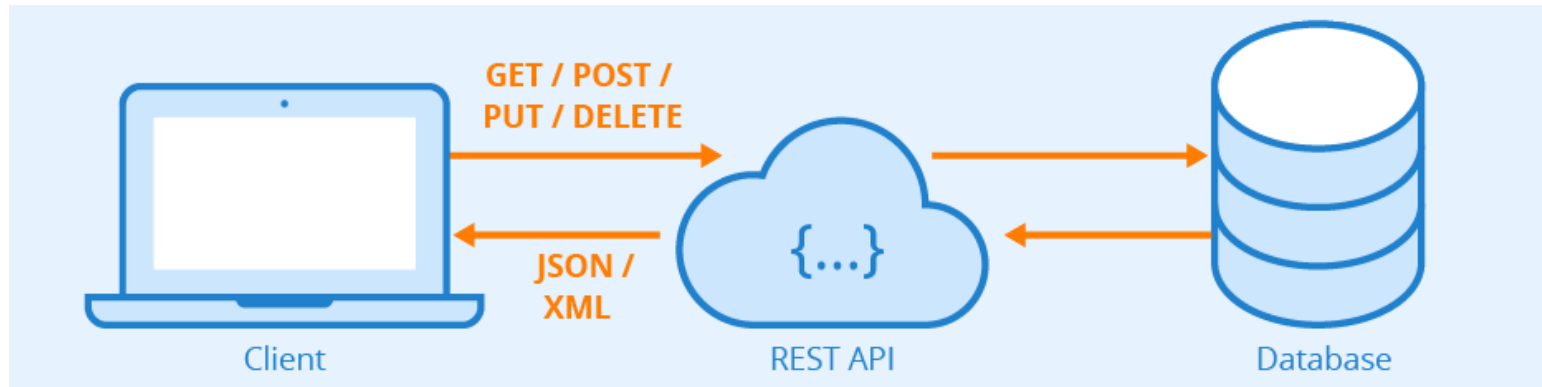 GET / POST /
PUT / DELETE
{...}
JSON /
XML
Client
REST API
Database